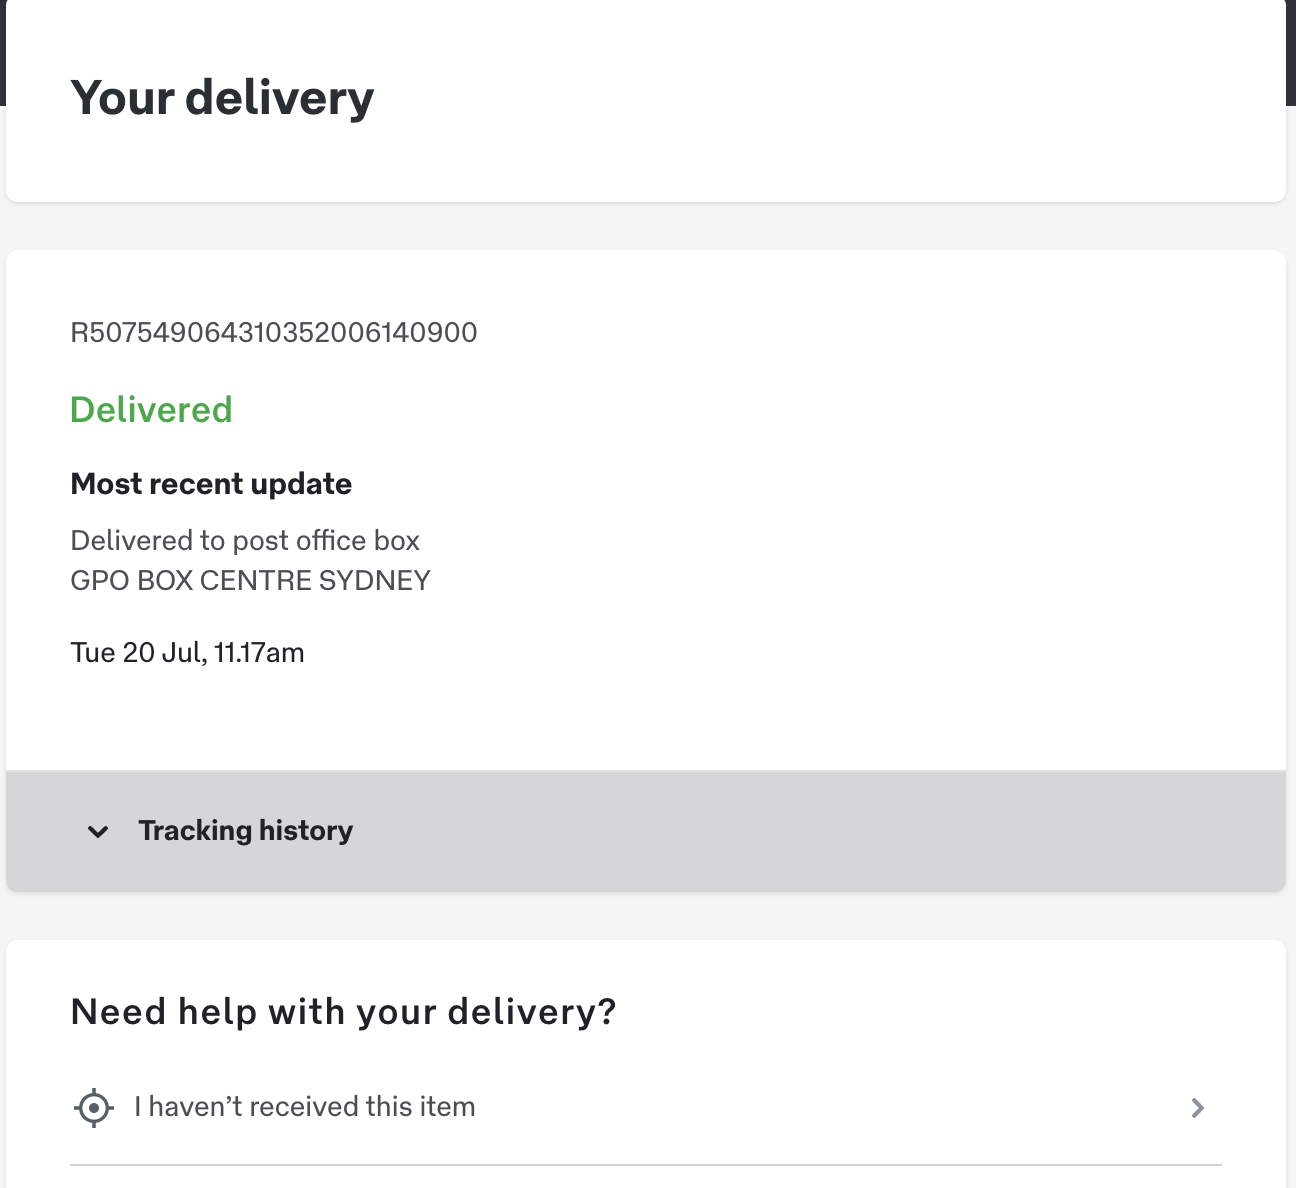 Your delivery
R507549064310352006140900
Delivered
Most recent update
Delivered to post office box
GPO BOX CENTRE SYDNEY
Tue 20 Jul, 11.17am
Tracking history
Need help with your delivery?
I haven’t received this item